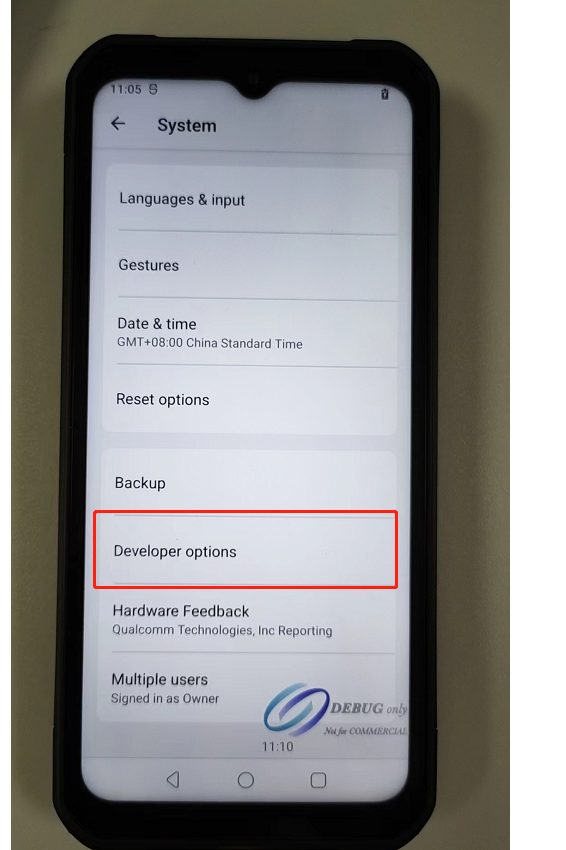 11:05
System
Languages & input
Gestures
Date & time
GMT+08:00 China Standard Time
Reset options
Backup
Developer options
Hardware Feedback
Qualcomm Technologies, Inc Reporting
Multiple users
Signed in as Owner
DEBUG only
Not for COMMERCIAL
11:10